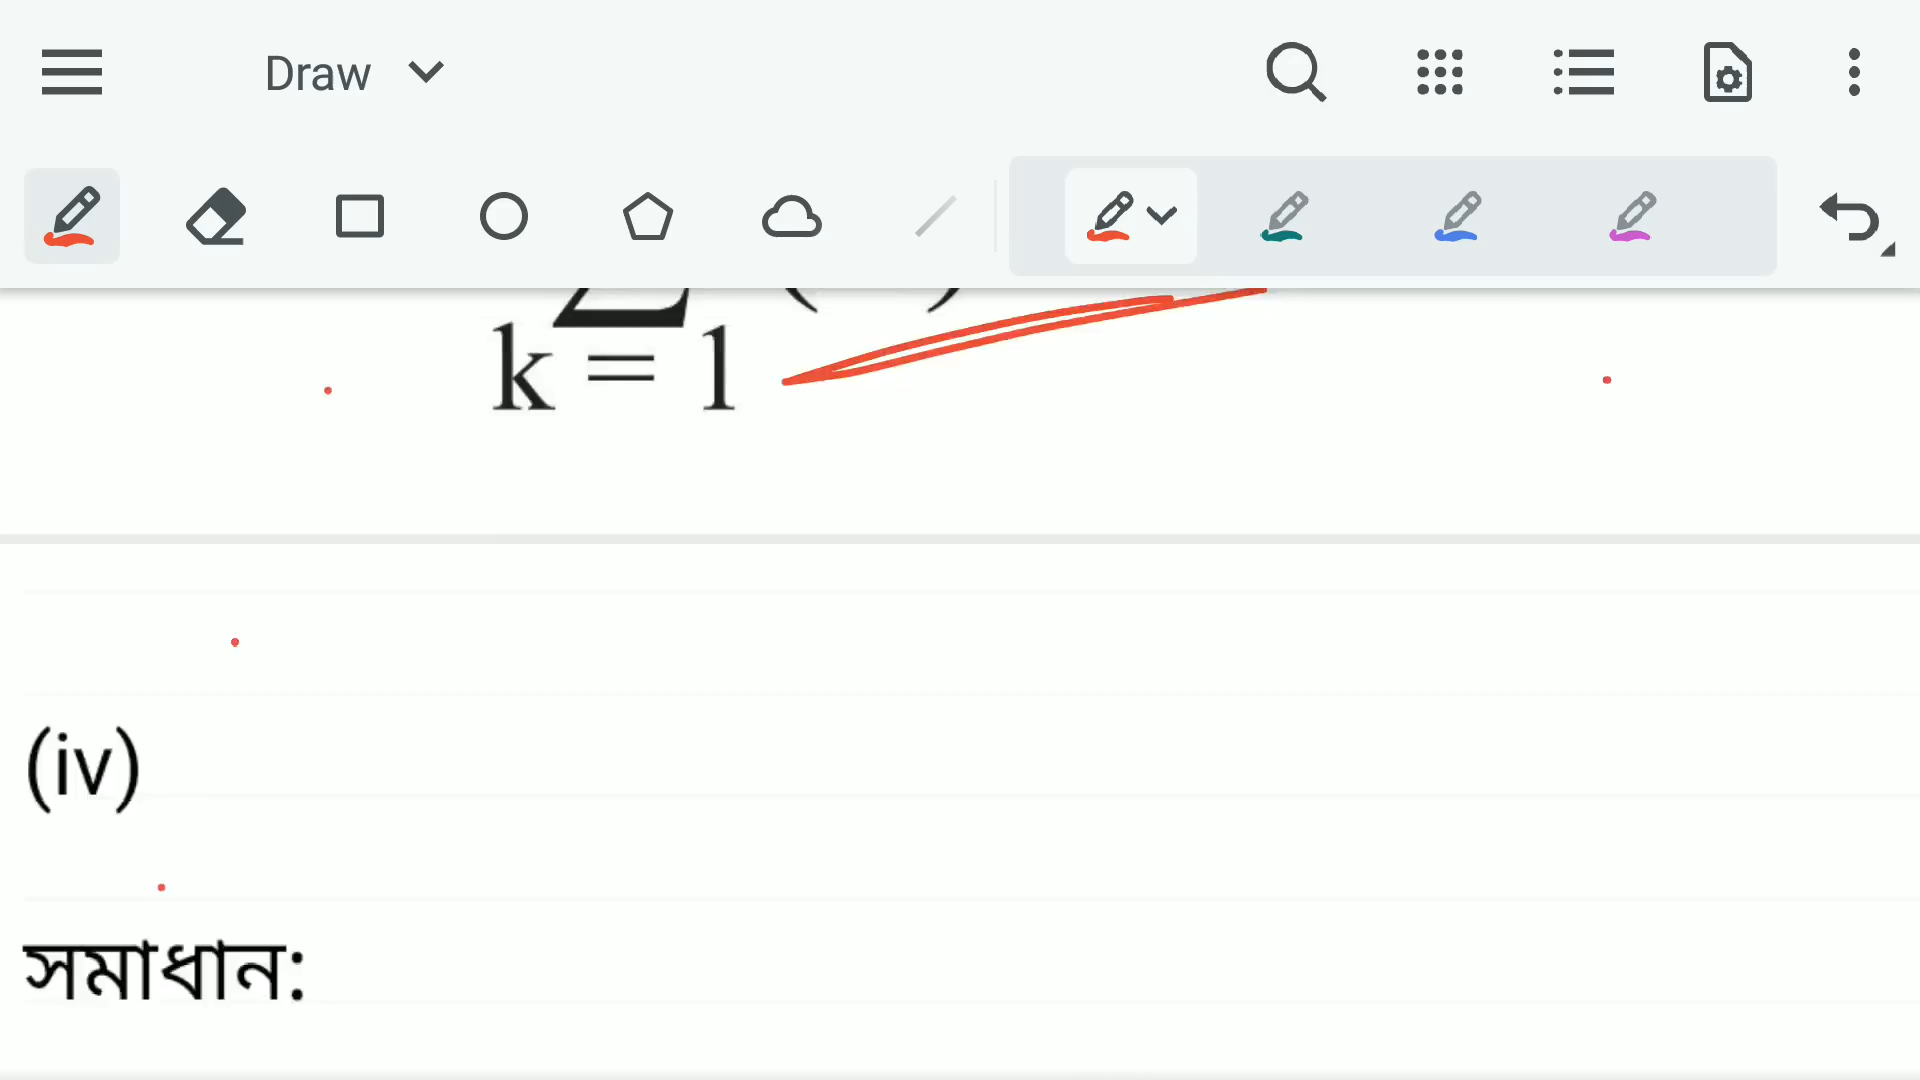 Draw
∑ ( )
k = 1
(iv)
সমাধান: